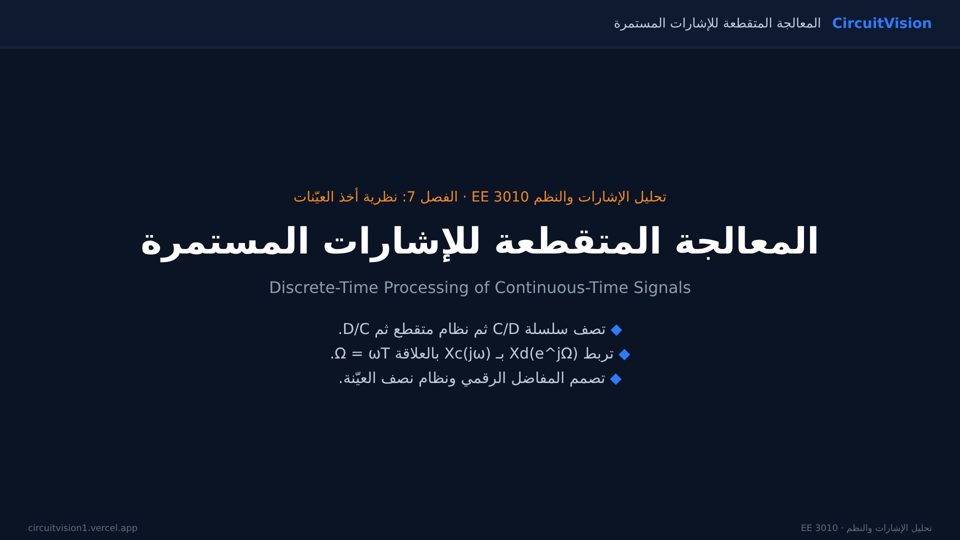 CircuitVision المعالجة المتقطعة للإشارات المستمرة
تحليل الإشارات والنظم EE 3010 · الفصل 7: نظرية أخذ العيّنات
المعالجة المتقطعة للإشارات المستمرة
Discrete-Time Processing of Continuous-Time Signals
◆ تصف سلسلة C/D ثم نظام متقطع ثم D/C.
◆ تربط Xd(e^jΩ) بـ Xc(jω) بالعلاقة Ω = ωT.
◆ تصمم المفاضل الرقمي ونظام نصف العيّنة.
circuitvision1.vercel.app
تحليل الإشارات والنظم · EE 3010